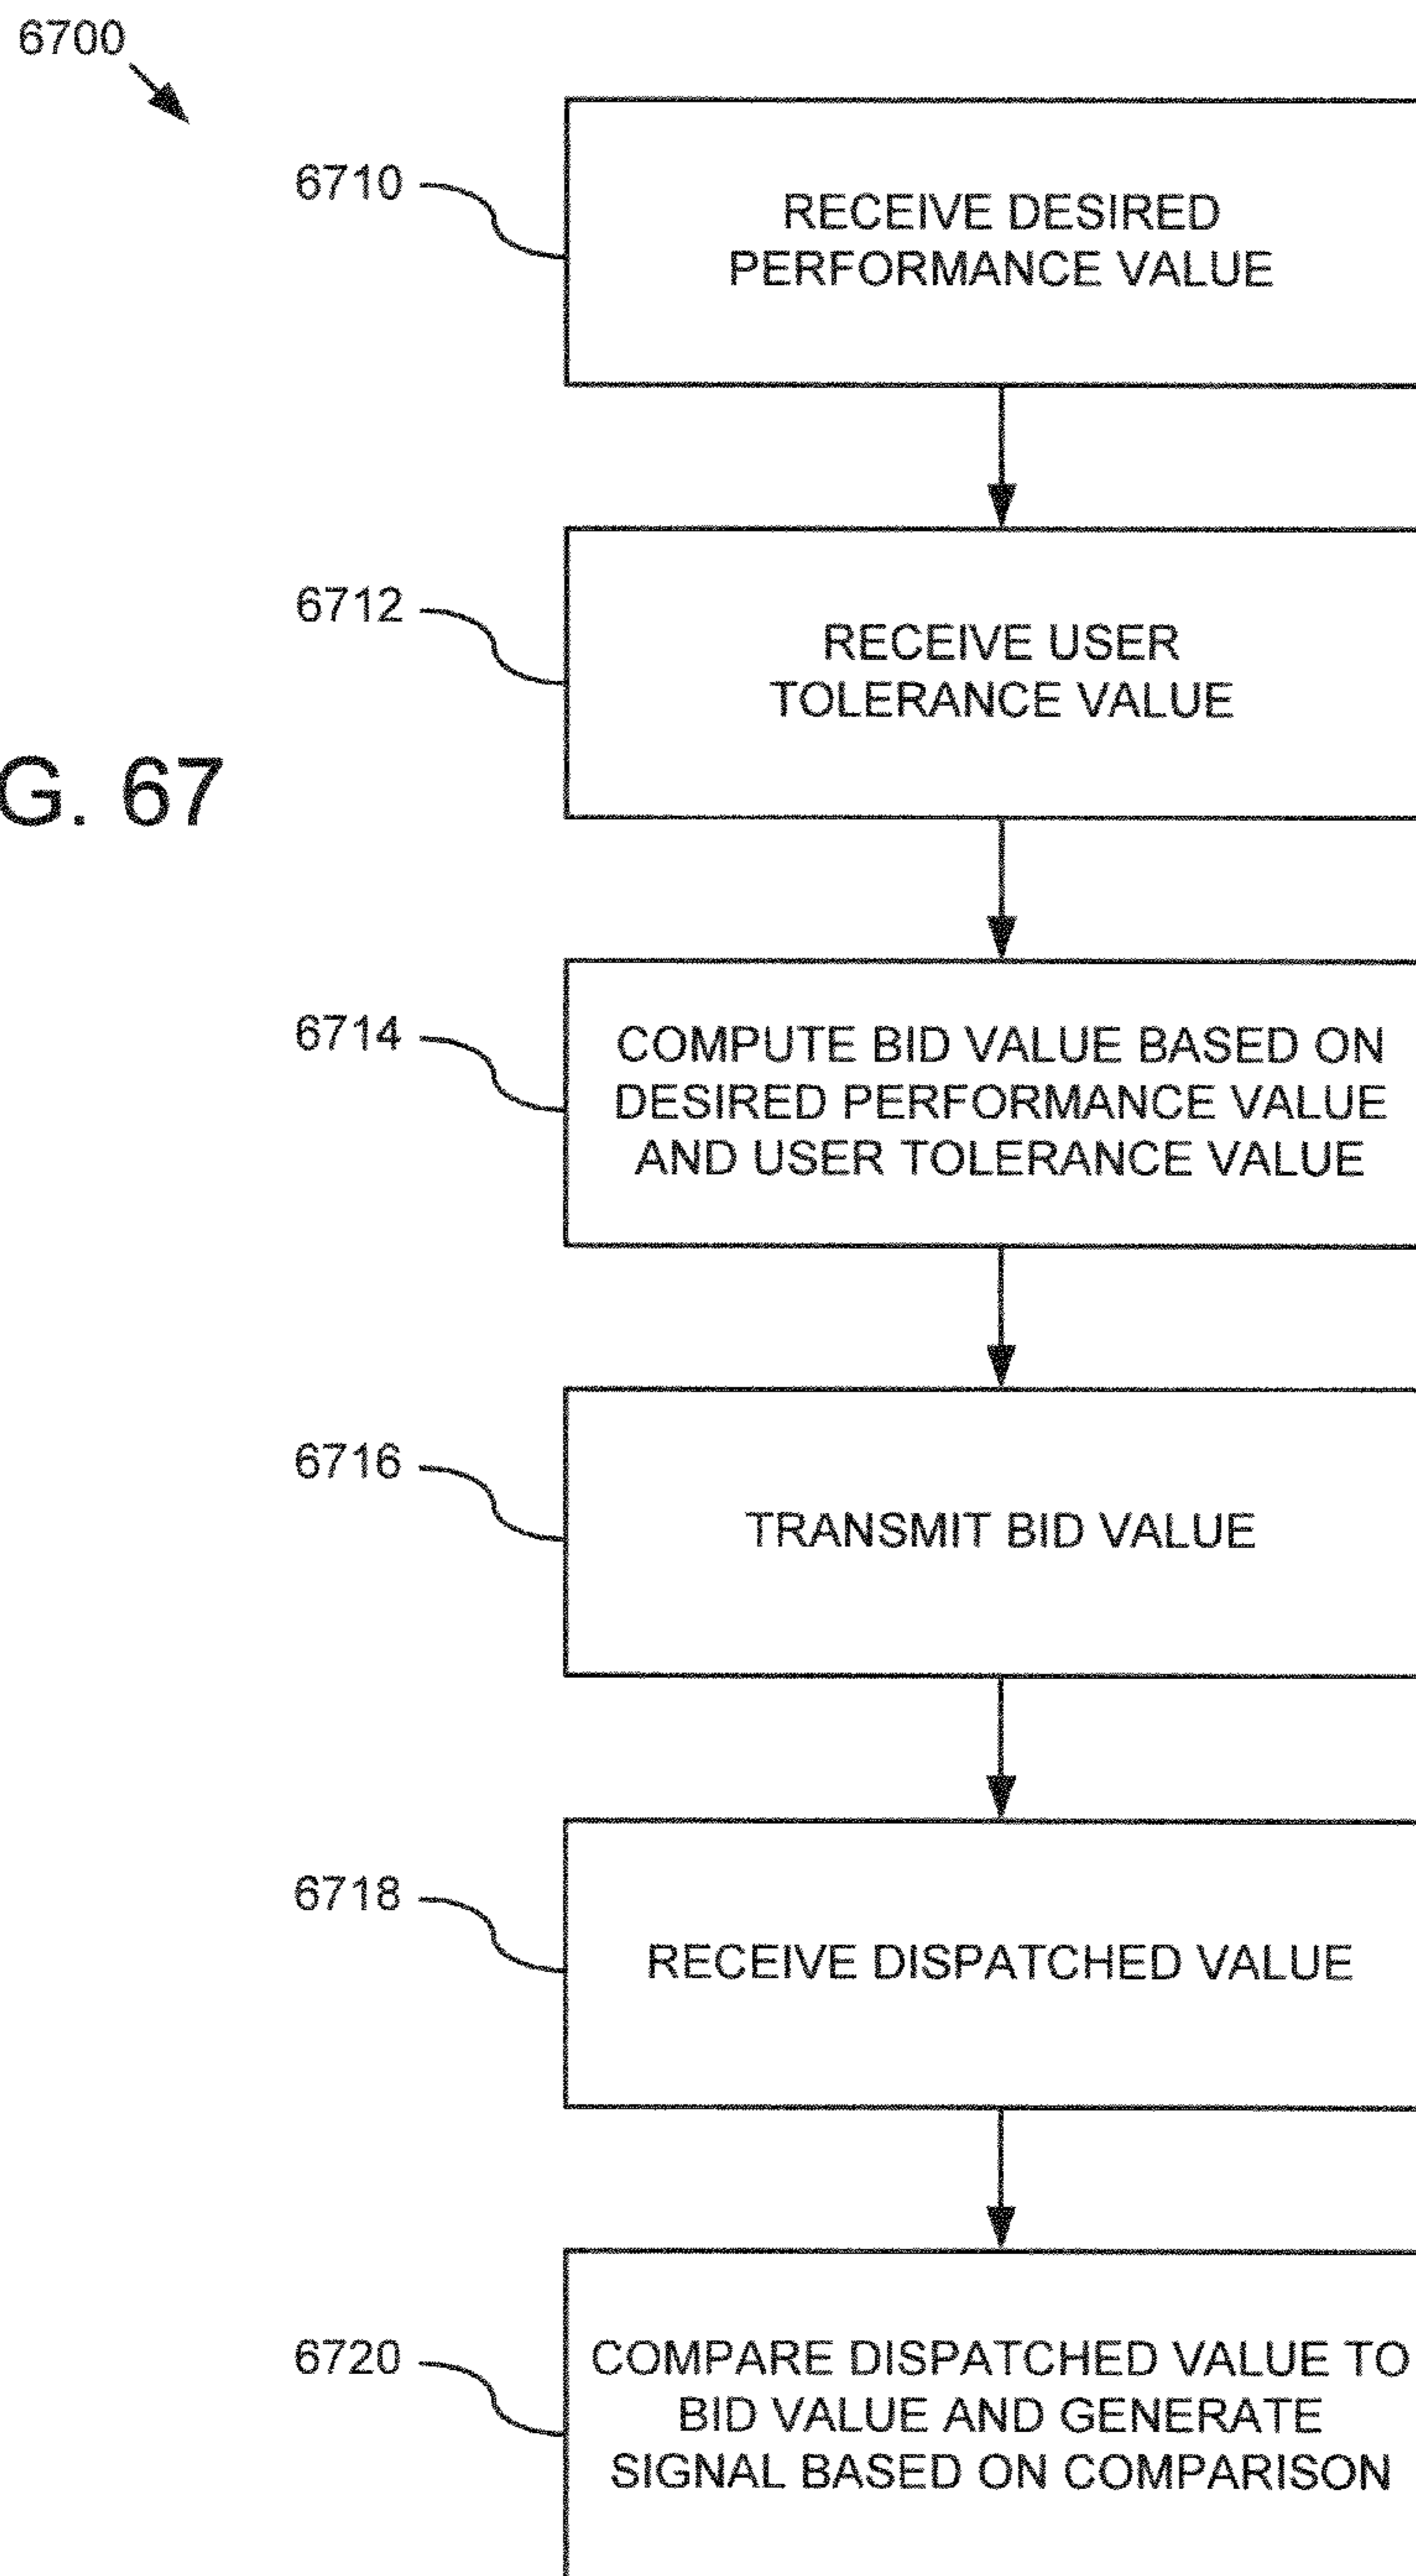 6700
6710
RECEIVE DESIRED
PERFORMANCE VALUE
6712
RECEIVE USER
TOLERANCE VALUE
G. 67
6714
COMPUTE BID VALUE BASED ON
DESIRED PERFORMANCE VALUE
AND USER TOLERANCE VALUE
6716
TRANSMIT BID VALUE
6718
RECEIVE DISPATCHED VALUE
6720
COMPARE DISPATCHED VALUE TO
BID VALUE AND GENERATE
SIGNAL BASED ON COMPARISON